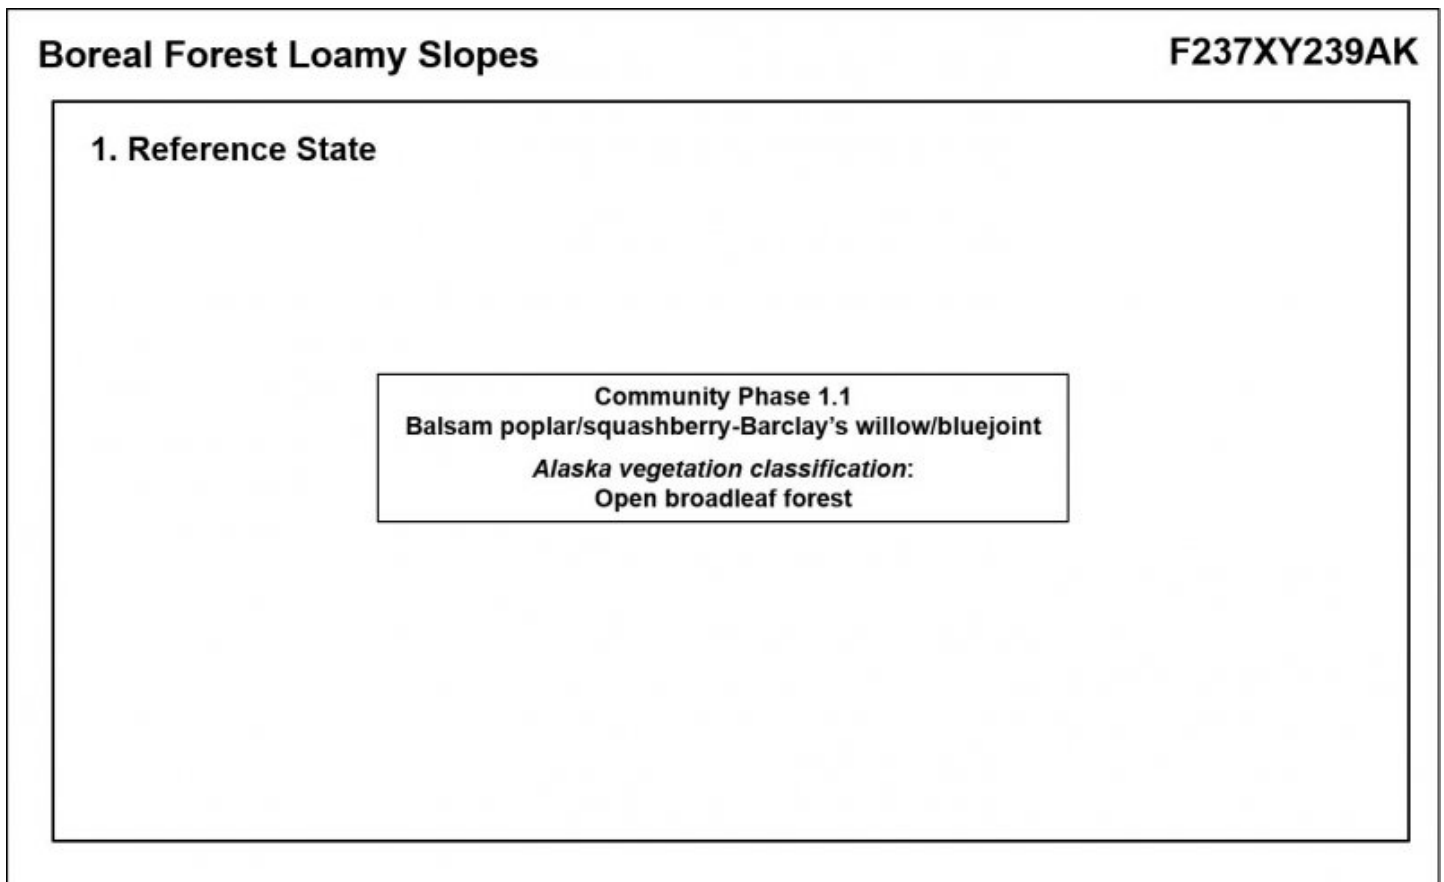 Boreal Forest Loamy Slopes F237XY239AK
1. Reference State
Community Phase 1.1
Balsam poplar/squashberry-Barclay’s willow/bluejoint
Alaska vegetation classification:
Open broadleaf forest